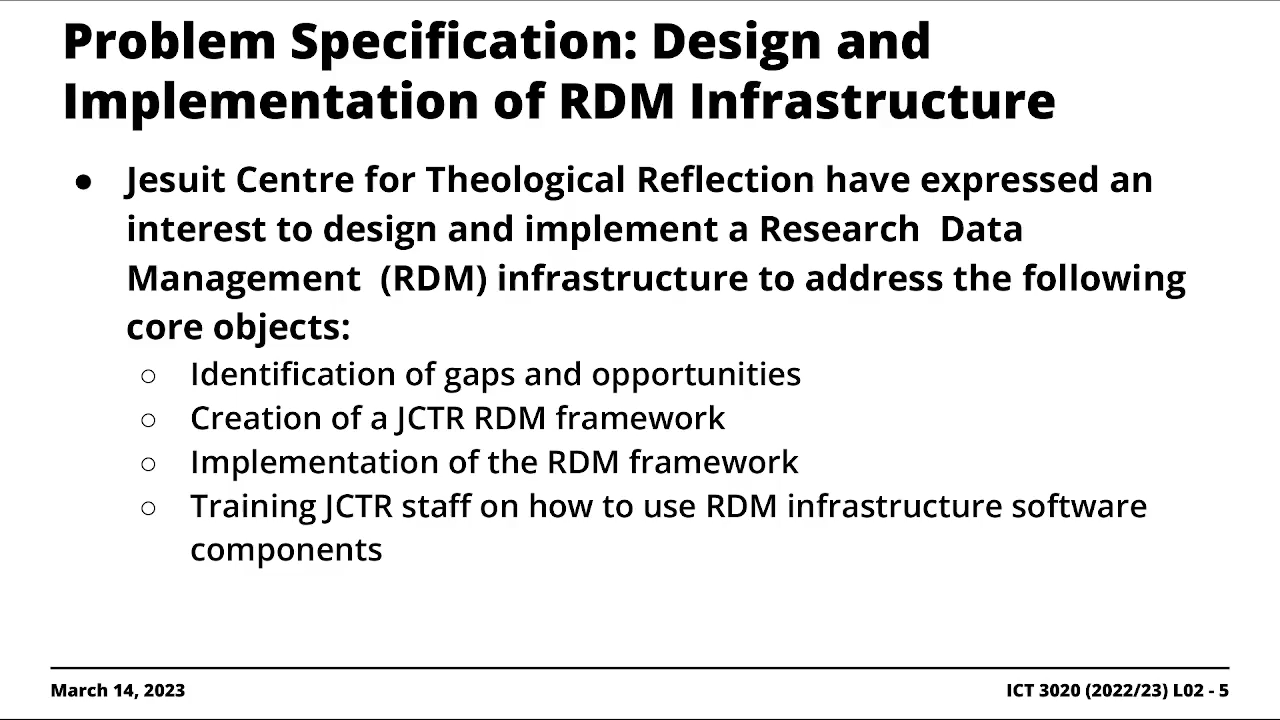 Problem Specification: Design and
Implementation of RDM Infrastructure
● Jesuit Centre for Theological Reflection have expressed an
interest to design and implement a Research  Data
Management  (RDM) infrastructure to address the following
core objects:
○ Identification of gaps and opportunities
○ Creation of a JCTR RDM framework
○ Implementation of the RDM framework
○ Training JCTR staff on how to use RDM infrastructure software
components
March 14, 2023
ICT 3020 (2022/23) L02 - 5